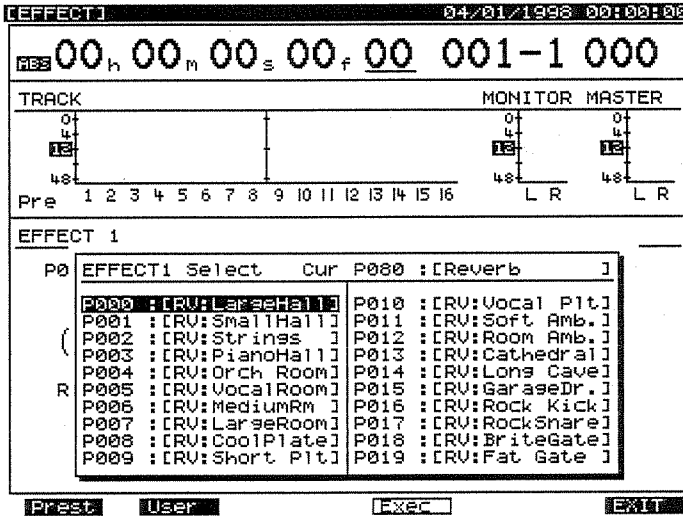 [EFFECT] 04/01/1998 00:00:00
ABS 00h 00m 00s 00f 00 001-1 000
TRACK MONITOR MASTER
0 0 0
4 4 4
12 12 12
48 48 48
Pre 1 2 3 4 5 6 7 8 9 10 11 12 13 14 15 16 L R L R
EFFECT 1
P0
(
R
EFFECT1 Select Cur P080 :[Reverb ]
P000 :[RV:LargeHall] P010 :[RV:Vocal Plt]
P001 :[RV:SmallHall] P011 :[RV:Soft Amb.]
P002 :[RV:Strings ] P012 :[RV:Room Amb.]
P003 :[RV:PianoHall] P013 :[RV:Cathedral]
P004 :[RV:Orch Room] P014 :[RV:Long Cave]
P005 :[RV:VocalRoom] P015 :[RV:GarageDr.]
P006 :[RV:MediumRm ] P016 :[RV:Rock Kick]
P007 :[RV:LargeRoom] P017 :[RV:RockSnare]
P008 :[RV:CoolPlate] P018 :[RV:BriteGate]
P009 :[RV:Short Plt] P019 :[RV:Fat Gate ]
Prest User Exec EXIT